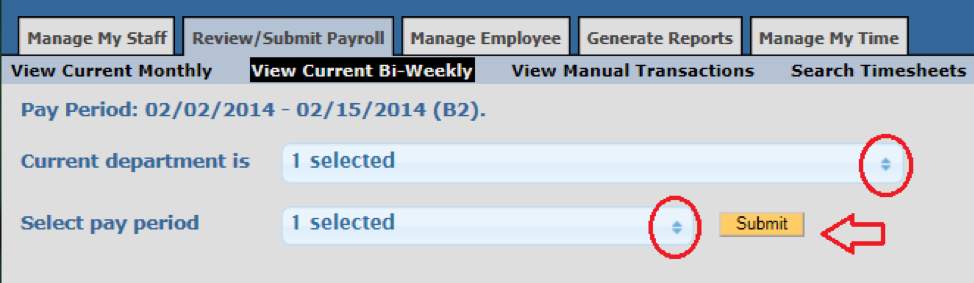 Manage My Staff Review/Submit Payroll Manage Employee Generate Reports Manage My Time
View Current Monthly View Current Bi-Weekly View Manual Transactions Search Timesheets
Pay Period: 02/02/2014 - 02/15/2014 (B2).
Current department is 1 selected
Select pay period 1 selected Submit